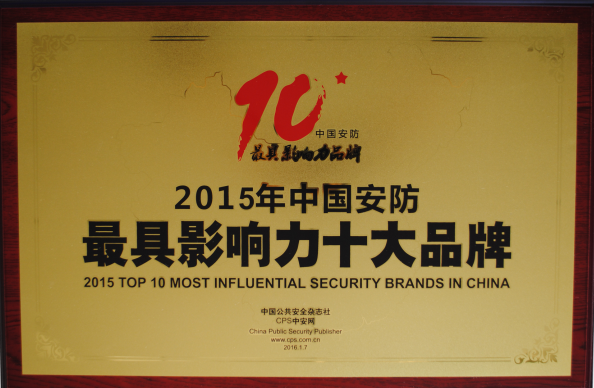 10
中国安防
最具影响力品牌
2015年中国安防
最具影响力十大品牌
2015 TOP 10 MOST INFLUENTIAL SECURITY BRANDS IN CHINA
中国公共安全杂志社
CPS中安网
China Public Security Publisher
www.cps.com.cn
2016.1.7